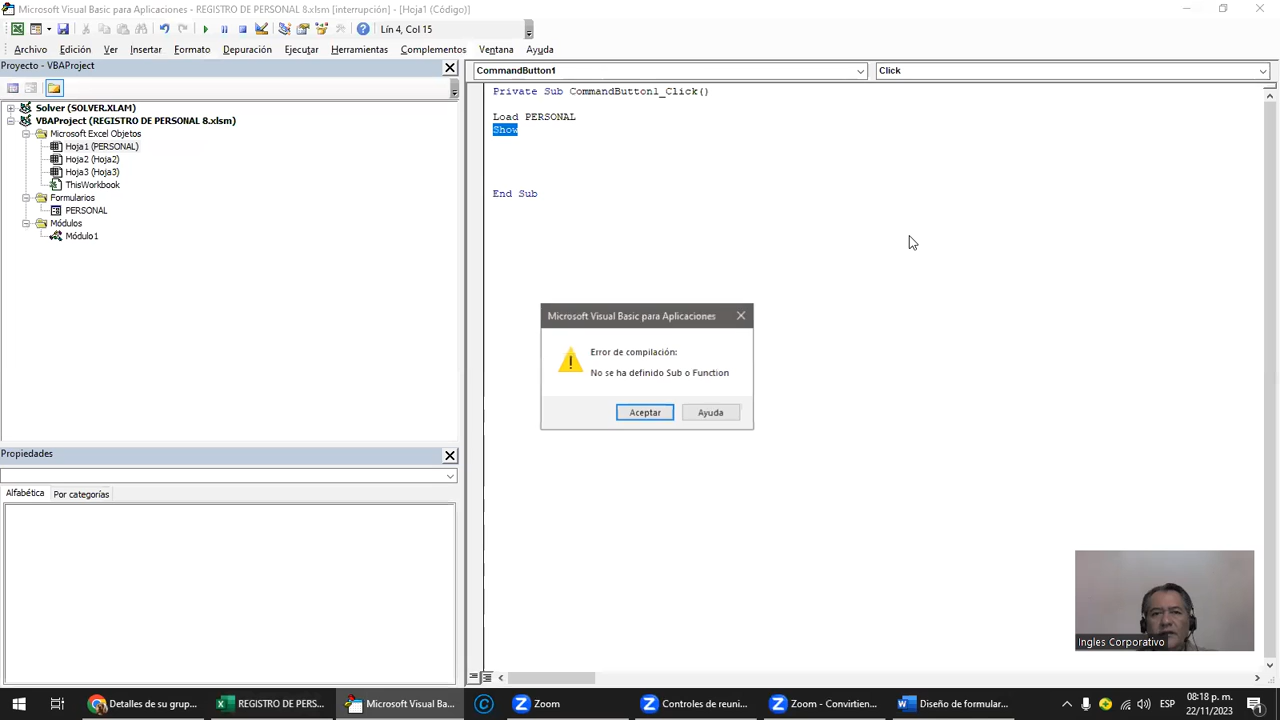 Microsoft Visual Basic para Aplicaciones - REGISTRO DE PERSONAL 8.xlsm [interrupción] - [Hoja1 (Código)]
Lín 4, Col 15
Archivo Edición Ver Insertar Formato Depuración Ejecutar Herramientas Complementos Ventana Ayuda
Proyecto - VBAProject
Solver (SOLVER.XLAM)
VBAProject (REGISTRO DE PERSONAL 8.xlsm)
Microsoft Excel Objetos
Hoja1 (PERSONAL)
Hoja2 (Hoja2)
Hoja3 (Hoja3)
ThisWorkbook
Formularios
PERSONAL
Módulos
Módulo1
Propiedades
Alfabética Por categorías
CommandButton1 Click
Private Sub CommandButton1_Click()
Load PERSONAL
Show
End Sub
Microsoft Visual Basic para Aplicaciones
Error de compilación:
No se ha definido Sub o Function
Aceptar Ayuda
Ingles Corporativo
Detalles de su grup...
REGISTRO DE PERS...
Microsoft Visual Ba...
Zoom
Controles de reuni...
Zoom - Convirtien...
Diseño de formular...
ESP
08:18 p. m.
22/11/2023